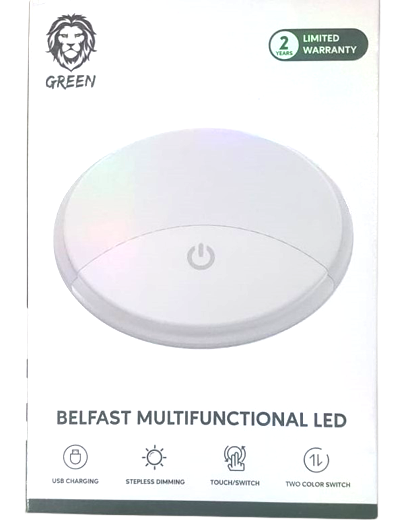 GREEN
2 YEARS
LIMITED
WARRANTY
BELFAST MULTIFUNCTIONAL LED
USB CHARGING
STEPLESS DIMMING
TOUCH/SWITCH
TWO COLOR SWITCH